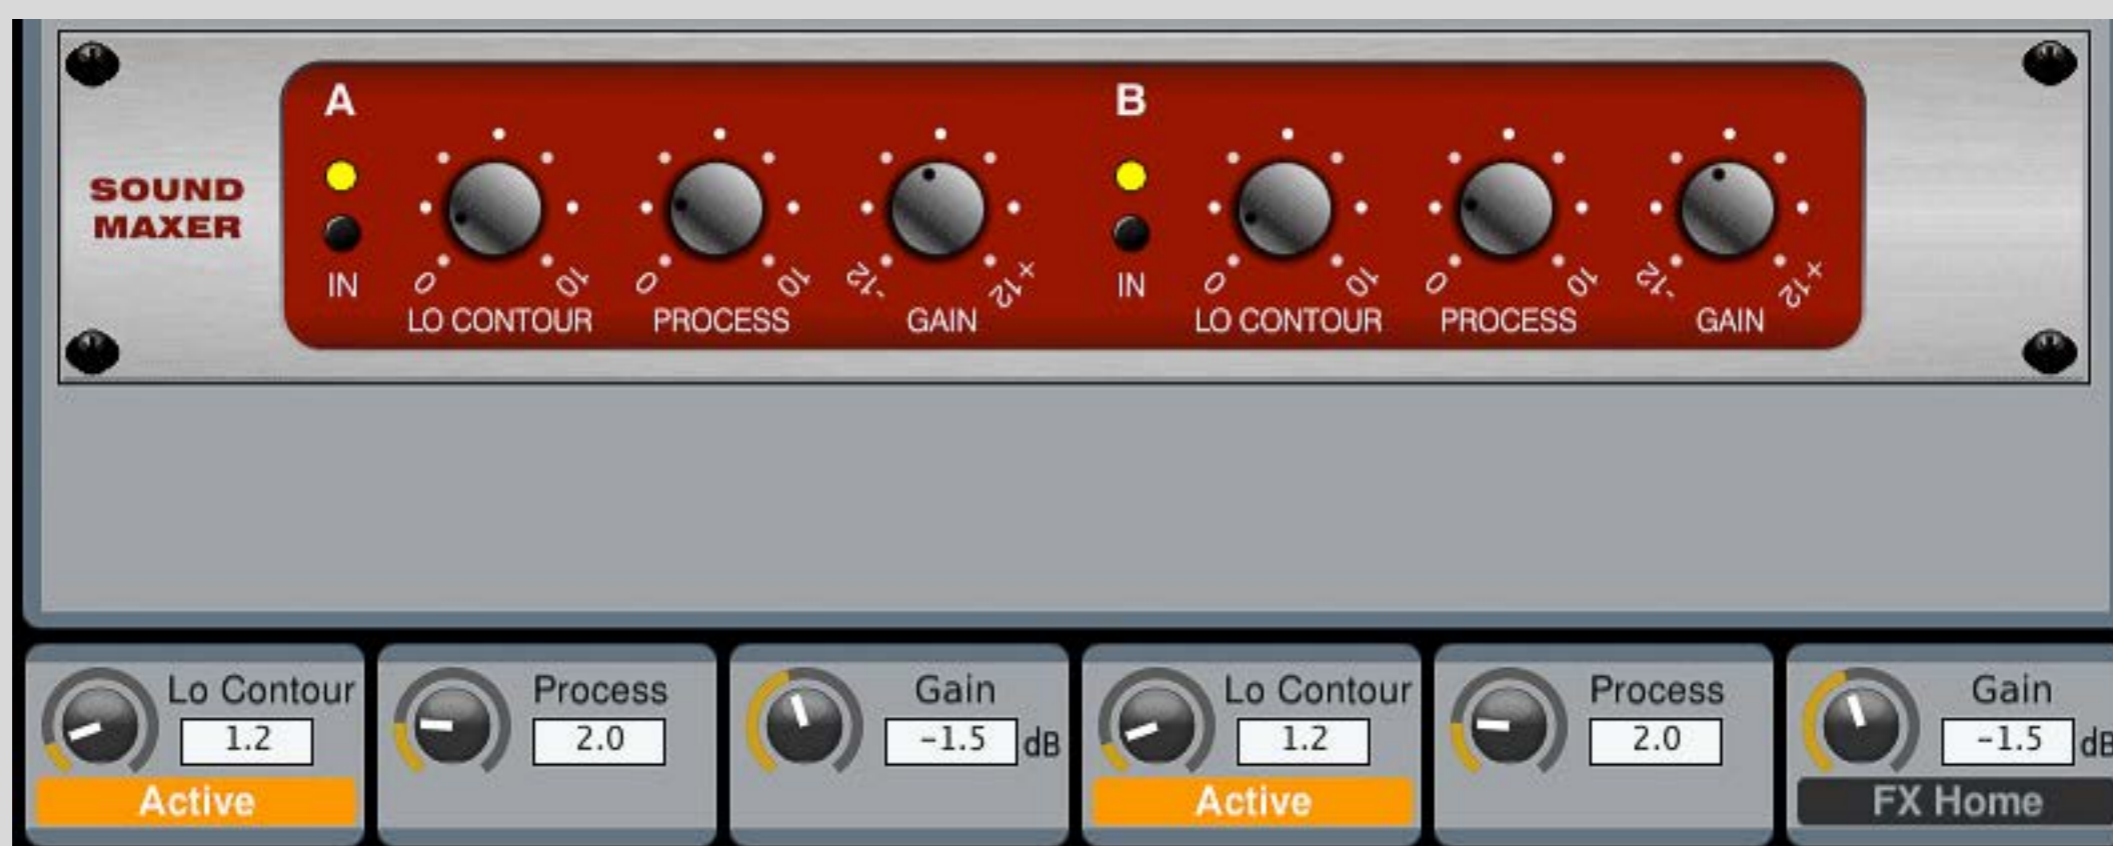 A
B
SOUND
MAXER
IN
0
10
LO CONTOUR
0
10
PROCESS
-12
+12
GAIN
IN
0
10
LO CONTOUR
0
10
PROCESS
-12
+12
GAIN
Lo Contour
1.2
Active
Process
2.0
Gain
-1.5 dB
Lo Contour
1.2
Active
Process
2.0
Gain
-1.5 dB
FX Home